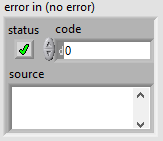 error in (no error)
status code
0
source